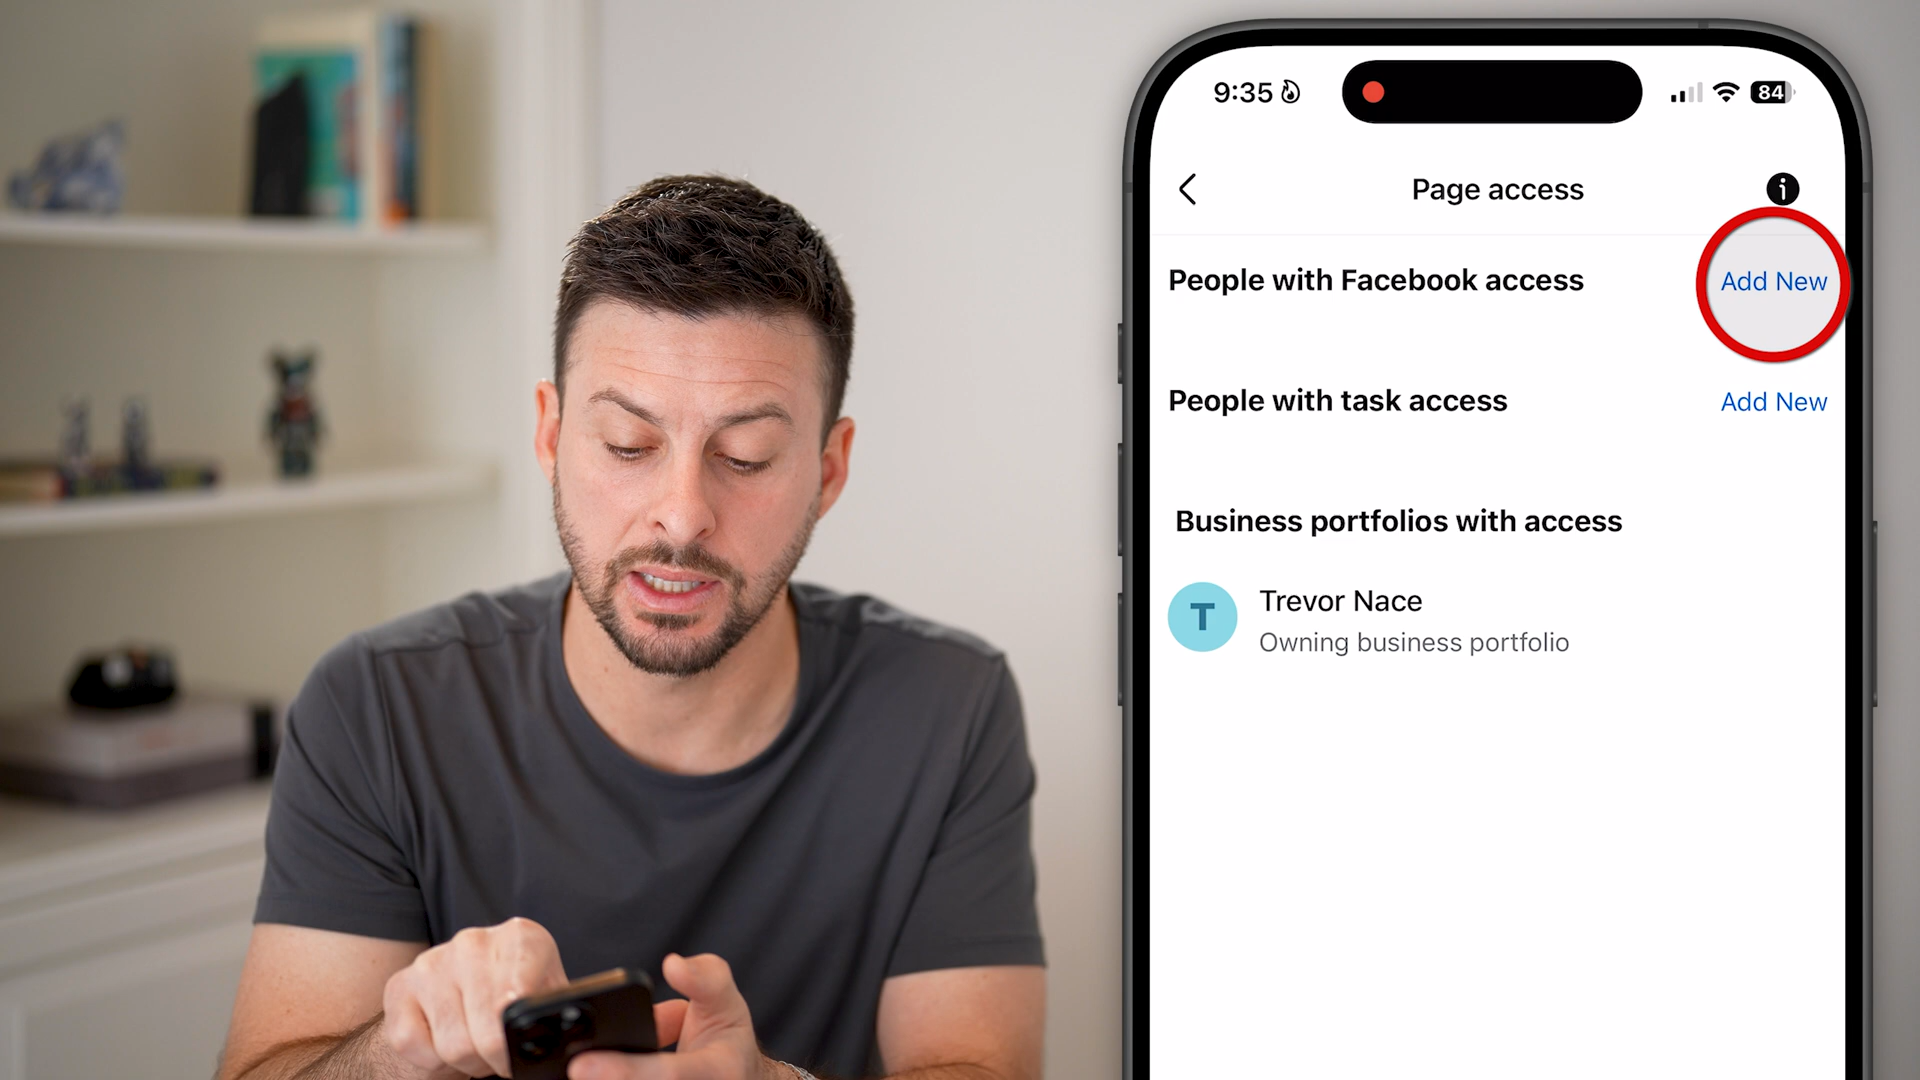 9:35
84
Page access
People with Facebook access Add New
People with task access Add New
Business portfolios with access
T
Trevor Nace
Owning business portfolio